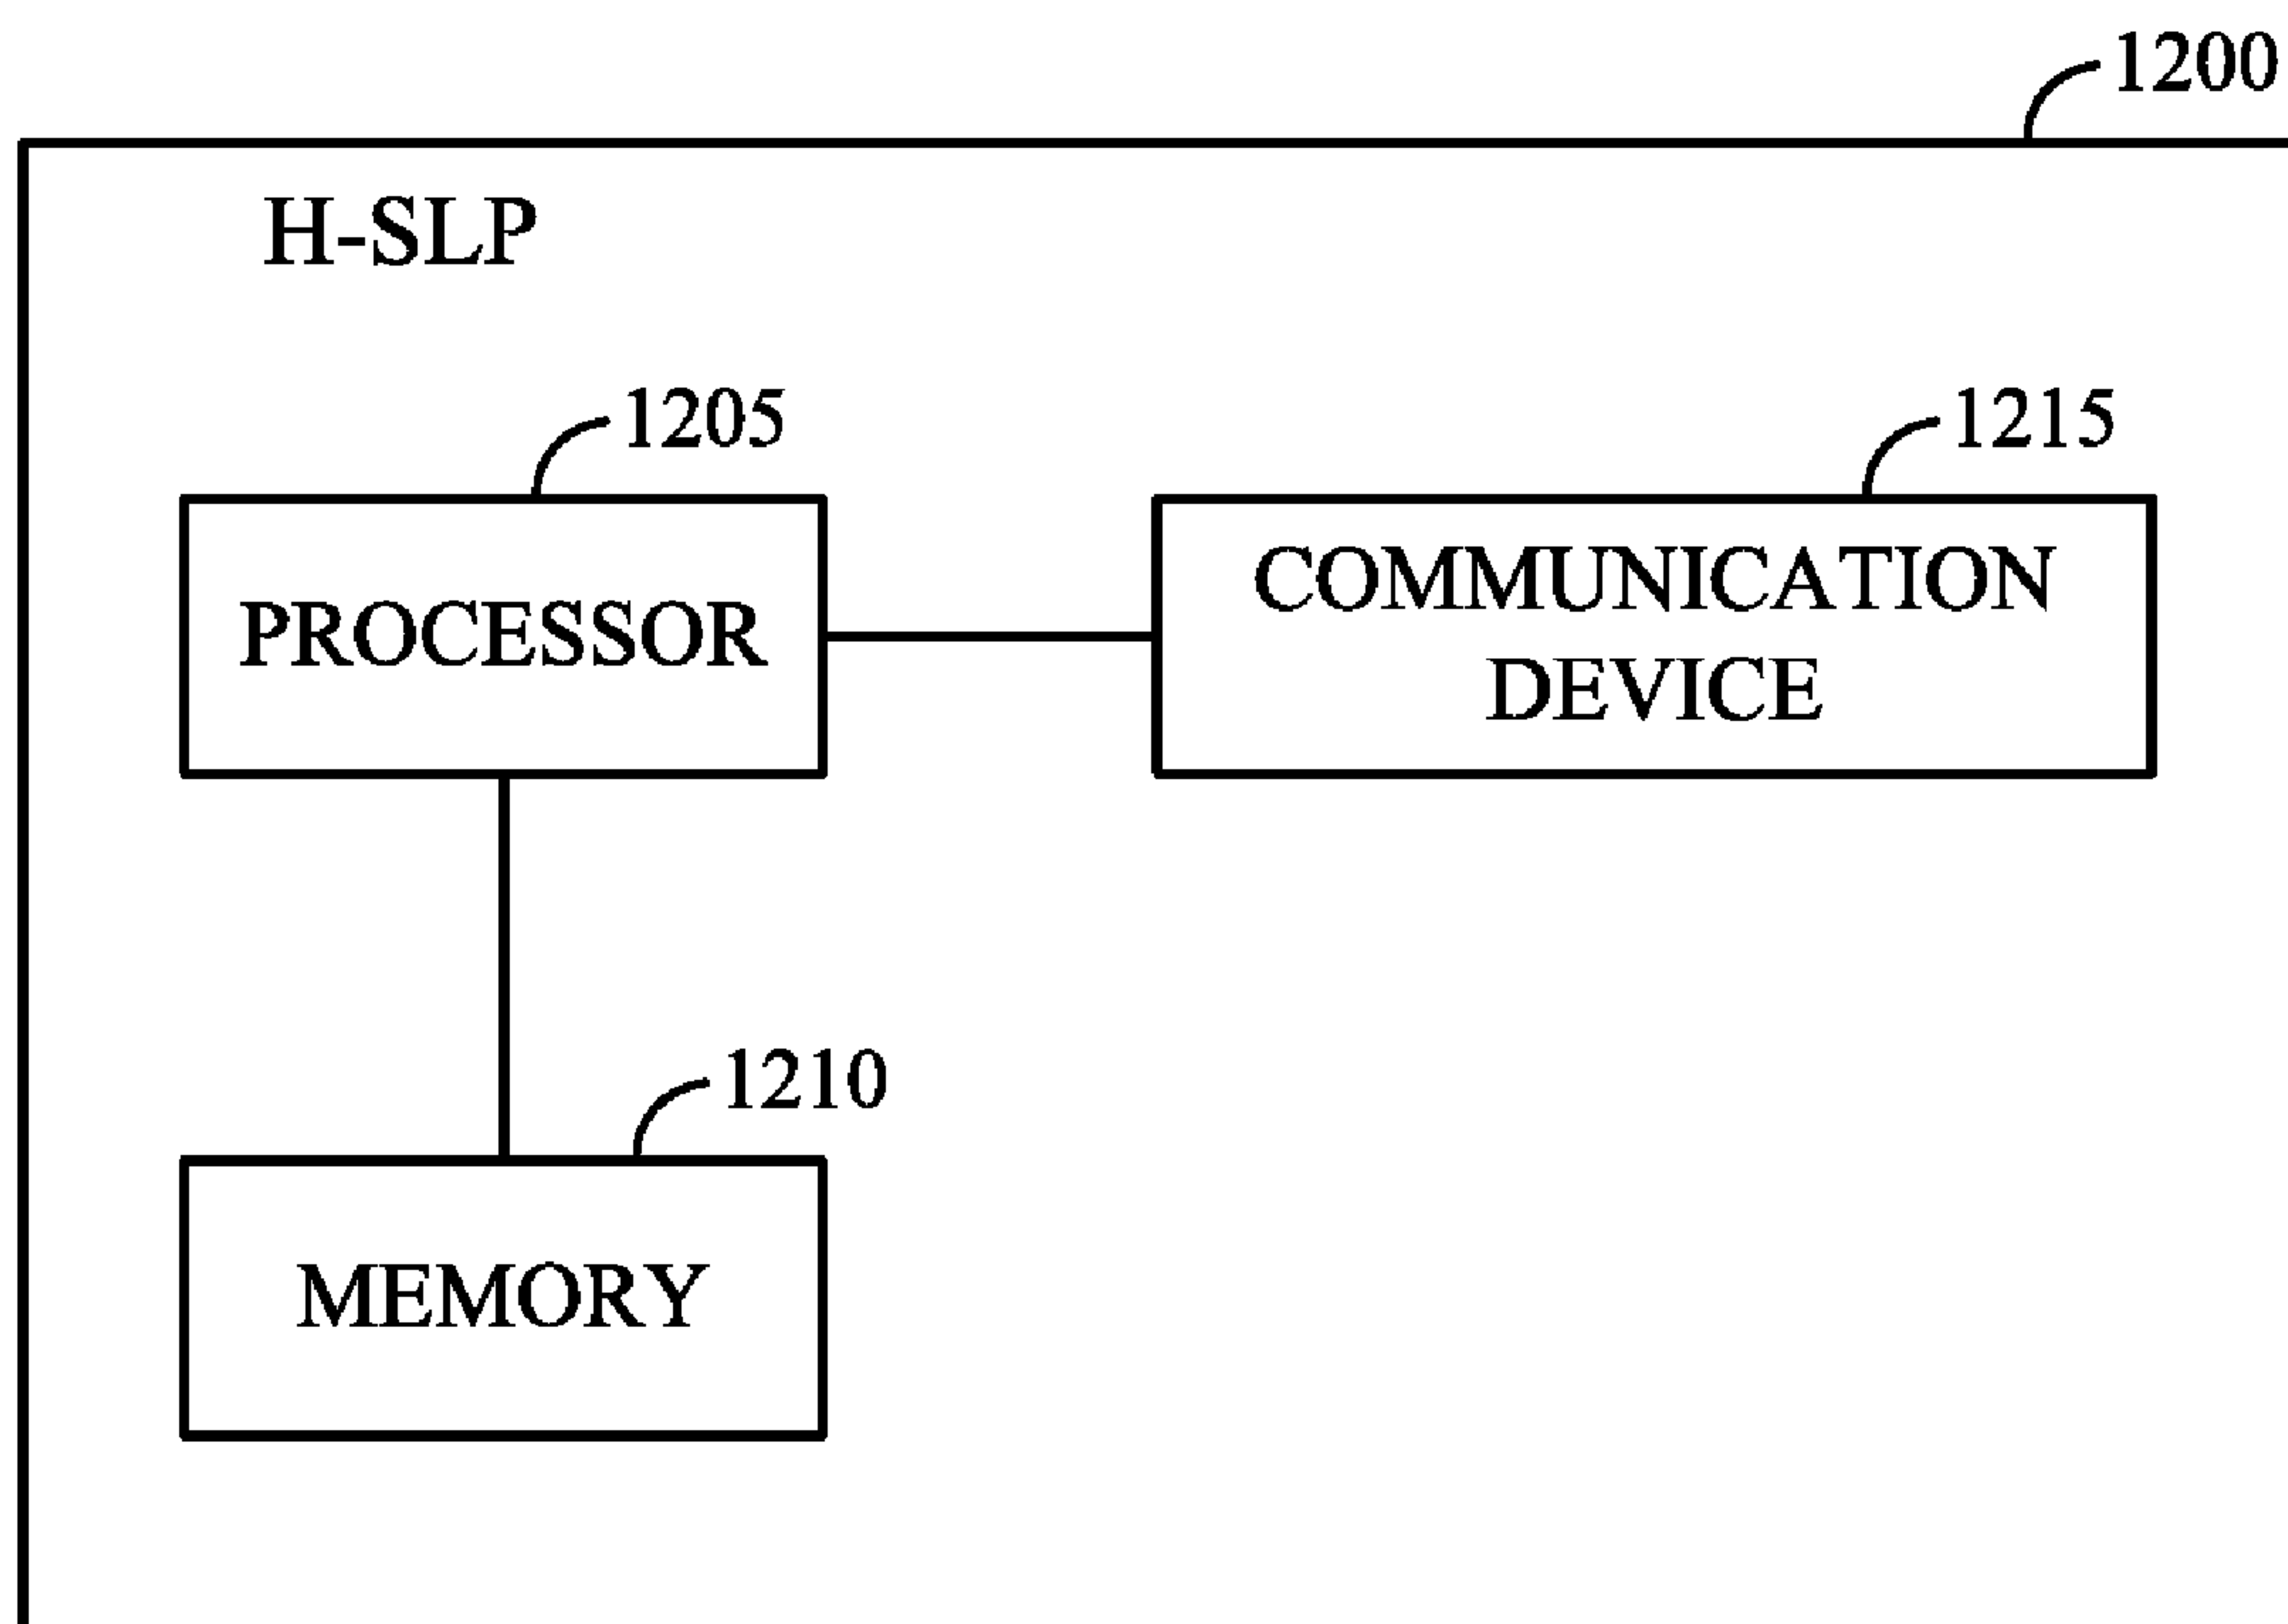 1200
H-SLP
1205
1215
PROCESSOR
COMMUNICATION
DEVICE
1210
MEMORY